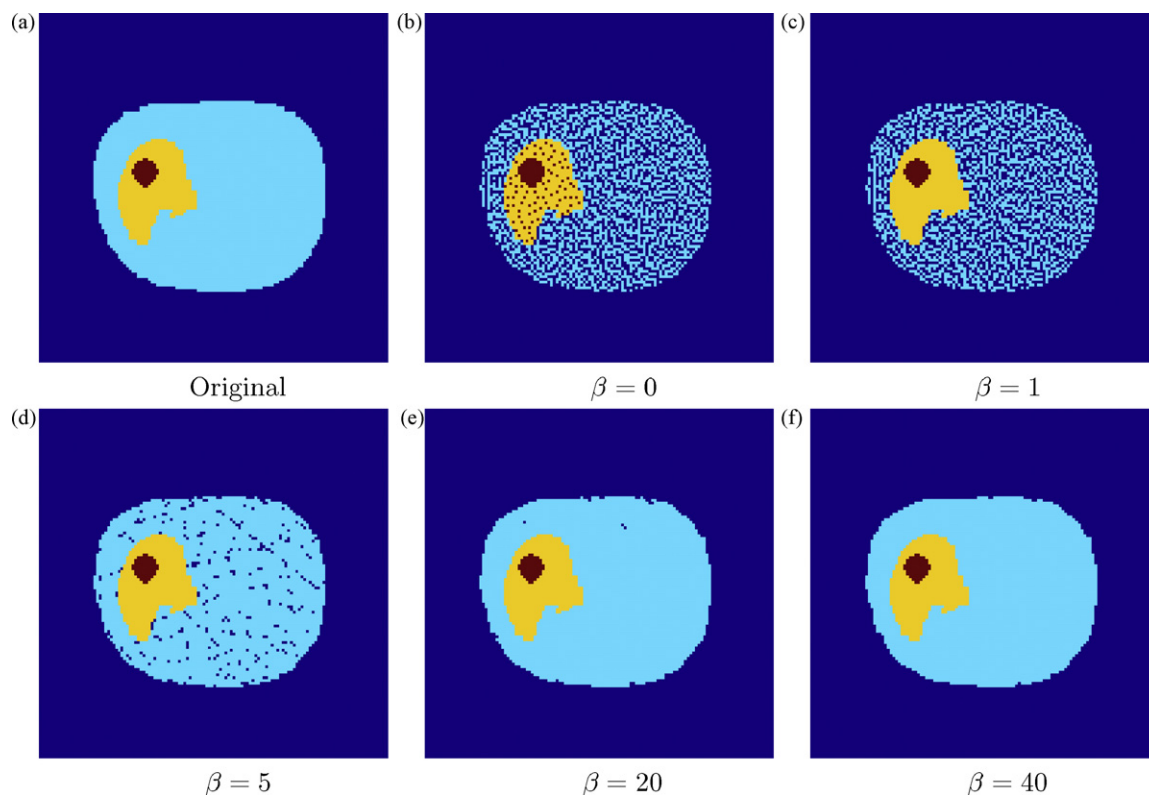 (a)
(b)
(c)
Original
β = 0
β = 1
(d)
(e)
(f)
β = 5
β = 20
β = 40